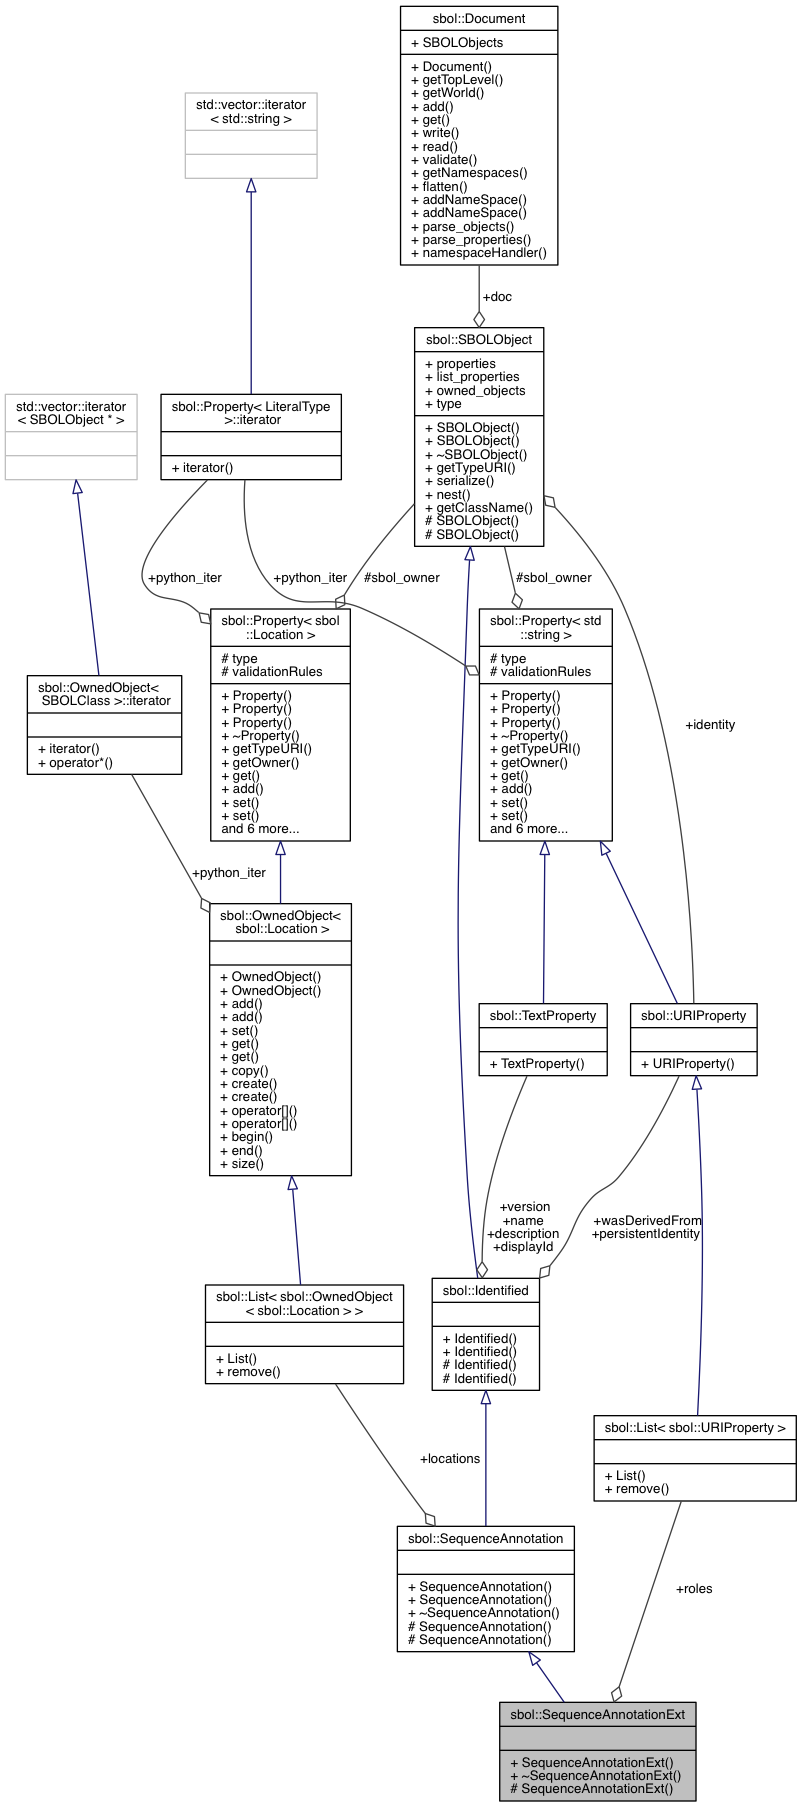 sbol::Document
+ SBOLObjects
+ Document()
+ getTopLevel()
+ getWorld()
+ add()
+ get()
+ write()
+ read()
+ validate()
+ getNamespaces()
+ flatten()
+ addNameSpace()
+ addNameSpace()
+ parse_objects()
+ parse_properties()
+ namespaceHandler()
std::vector::iterator
< std::string >
+doc
sbol::SBOLObject
+ properties
+ list_properties
+ owned_objects
+ type
+ SBOLObject()
+ SBOLObject()
+ ~SBOLObject()
+ getTypeURI()
+ serialize()
+ nest()
+ getClassName()
# SBOLObject()
# SBOLObject()
std::vector::iterator
< SBOLObject * >
sbol::Property< LiteralType
>::iterator
+ iterator()
+python_iter
+python_iter
#sbol_owner
#sbol_owner
sbol::Property< sbol
::Location >
# type
# validationRules
+ Property()
+ Property()
+ Property()
+ ~Property()
+ getTypeURI()
+ getOwner()
+ get()
+ add()
+ set()
+ set()
and 6 more...
sbol::Property< std
::string >
# type
# validationRules
+ Property()
+ Property()
+ Property()
+ ~Property()
+ getTypeURI()
+ getOwner()
+ get()
+ add()
+ set()
+ set()
and 6 more...
+identity
sbol::OwnedObject<
SBOLClass >::iterator
+ iterator()
+ operator*()
+python_iter
sbol::OwnedObject<
sbol::Location >
+ OwnedObject()
+ OwnedObject()
+ add()
+ add()
+ set()
+ get()
+ get()
+ copy()
+ create()
+ create()
+ operator[]()
+ operator[]()
+ begin()
+ end()
+ size()
sbol::TextProperty
+ TextProperty()
sbol::URIProperty
+ URIProperty()
+version
+name
+description
+displayId
+wasDerivedFrom
+persistentIdentity
sbol::List< sbol::OwnedObject
< sbol::Location > >
+ List()
+ remove()
sbol::Identified
+ Identified()
+ Identified()
# Identified()
# Identified()
sbol::List< sbol::URIProperty >
+ List()
+ remove()
+locations
sbol::SequenceAnnotation
+ SequenceAnnotation()
+ SequenceAnnotation()
+ ~SequenceAnnotation()
# SequenceAnnotation()
# SequenceAnnotation()
+roles
sbol::SequenceAnnotationExt
+ SequenceAnnotationExt()
+ ~SequenceAnnotationExt()
# SequenceAnnotationExt()